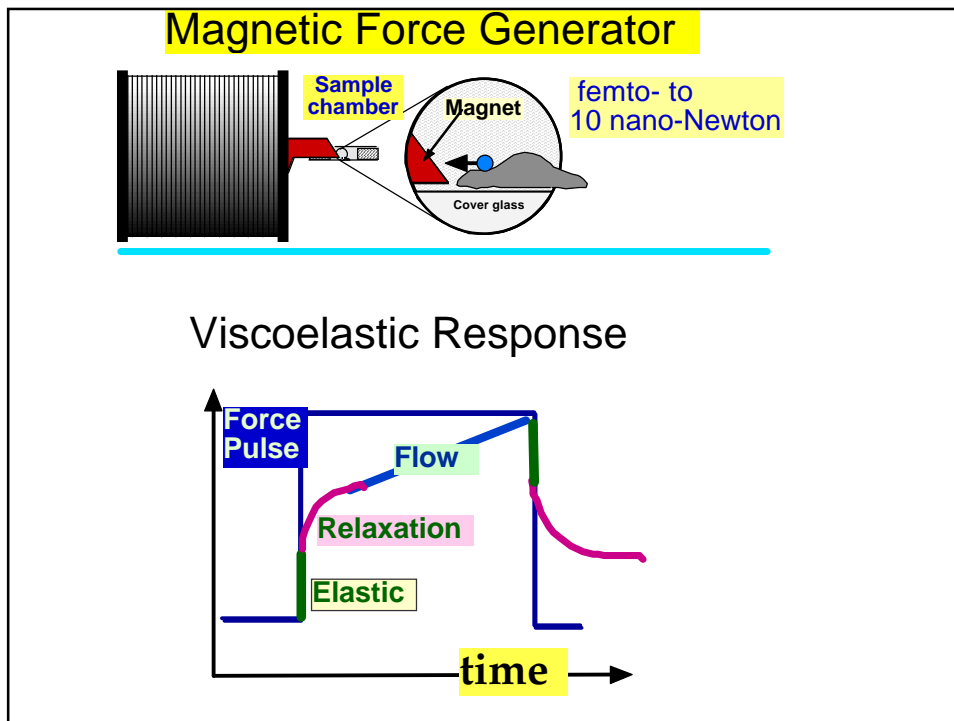 Magnetic Force Generator
Sample
chamber
Magnet
femto- to
10 nano-Newton
Cover glass
Viscoelastic Response
Force
Pulse
Flow
Relaxation
Elastic
time